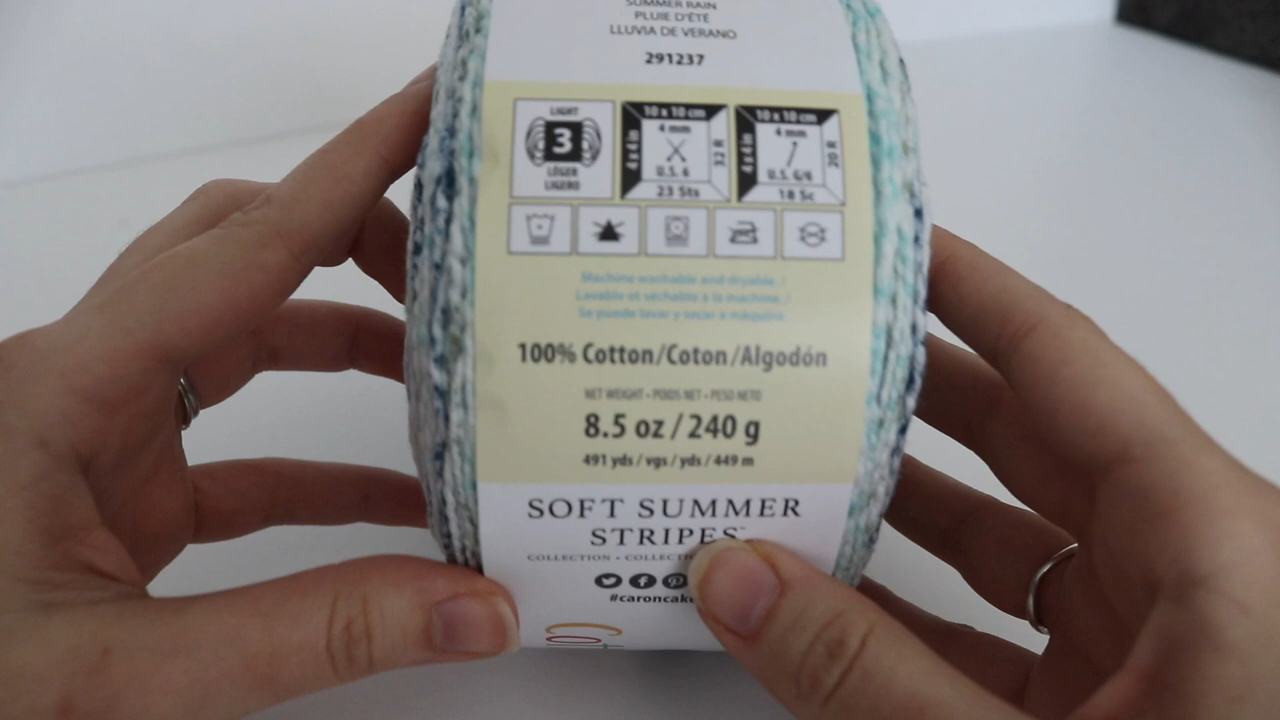 SUMMER RAIN
PLUIE D'ÉTÉ
LLUVIA DE VERANO
291237
LIGHT
3
LÉGER
LIGERO
10 x 10 cm
4 x 4 in
4 mm
U.S. 6
32 R
23 Sts
10 x 10 cm
4 x 4 in
4 mm
U.S. G/6
20 R
18 Sc
Machine washable and dryable. /
Lavable et séchable à la machine. /
Se puede lavar y secar a máquina.
100% Cotton/Coton/Algodón
NET WEIGHT • POIDS NET • PESO NETO
8.5 oz / 240 g
491 yds / vgs / yds / 449 m
SOFT SUMMER
STRIPES™
COLLECTION • COLLECTI
#caroncake
Ca